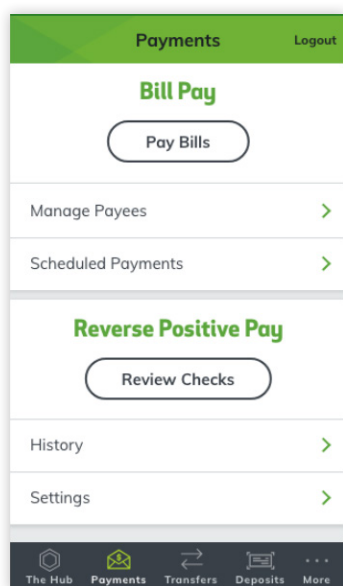 Payments Logout
Bill Pay
Pay Bills
Manage Payees
Scheduled Payments
Reverse Positive Pay
Review Checks
History
Settings
The Hub Payments Transfers Deposits More